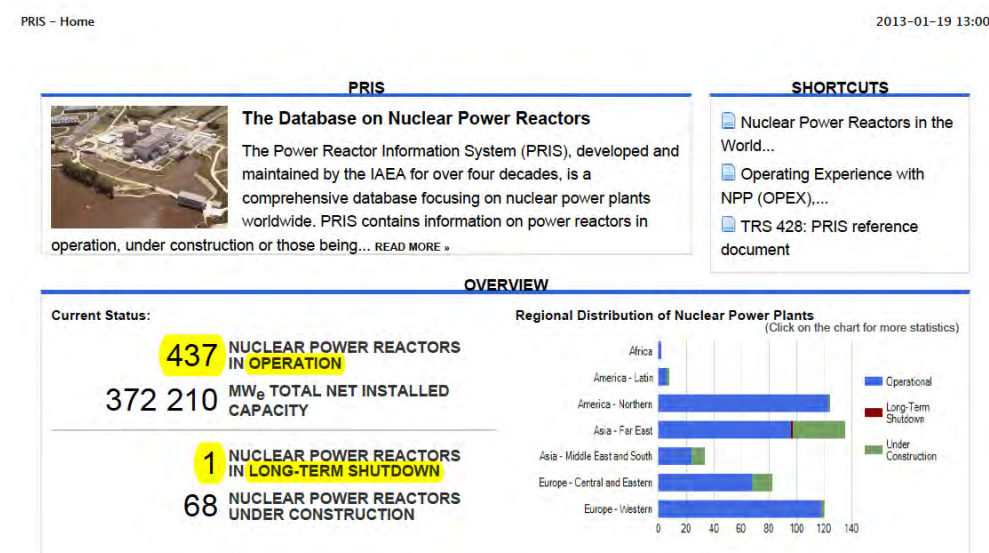 PRIS - Home
2013-01-19 13:00
PRIS
The Database on Nuclear Power Reactors
The Power Reactor Information System (PRIS), developed and
maintained by the IAEA for over four decades, is a
comprehensive database focusing on nuclear power plants
worldwide. PRIS contains information on power reactors in
operation, under construction or those being... READ MORE »
SHORTCUTS
Nuclear Power Reactors in the
World...
Operating Experience with
NPP (OPEX),...
TRS 428: PRIS reference
document
OVERVIEW
Current Status:
437 NUCLEAR POWER REACTORS
IN OPERATION
372 210 MWe TOTAL NET INSTALLED
CAPACITY
1 NUCLEAR POWER REACTORS
IN LONG-TERM SHUTDOWN
68 NUCLEAR POWER REACTORS
UNDER CONSTRUCTION
Regional Distribution of Nuclear Power Plants
(Click on the chart for more statistics)
Africa
America - Latin
America - Northern
Asia - Far East
Asia - Middle East and South
Europe - Central and Eastern
Europe - Western
0 20 40 60 80 100 120 140
Operational
Long-Term
Shutdown
Under
Construction